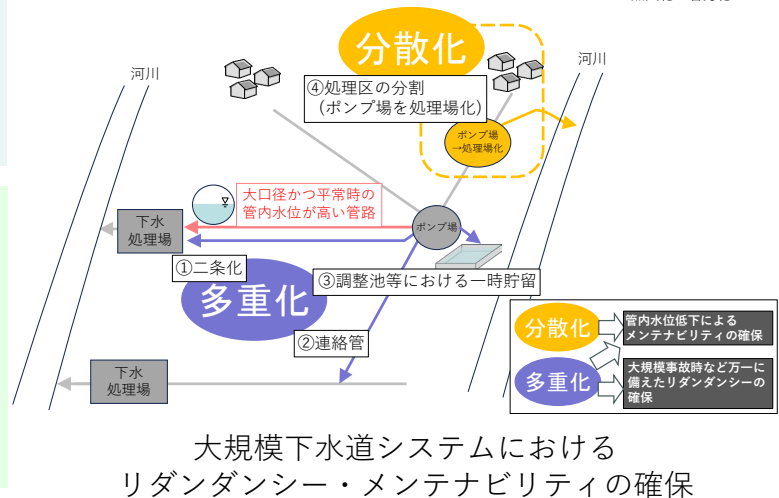 分散化
河川
河川
④処理区の分割
(ポンプ場を処理場化)
ポンプ場
→処理場化
大口径かつ平常時の
管内水位が高い管路
下水
処理場
ポンプ場
①二条化
多重化
③調整池等における一時貯留
②連絡管
下水
処理場
分散化
管内水位低下による
メンテナビリティの確保
多重化
大規模事故時など万一に
備えたリダンダンシーの
確保
大規模下水道システムにおける
リダンダンシー・メンテナビリティの確保